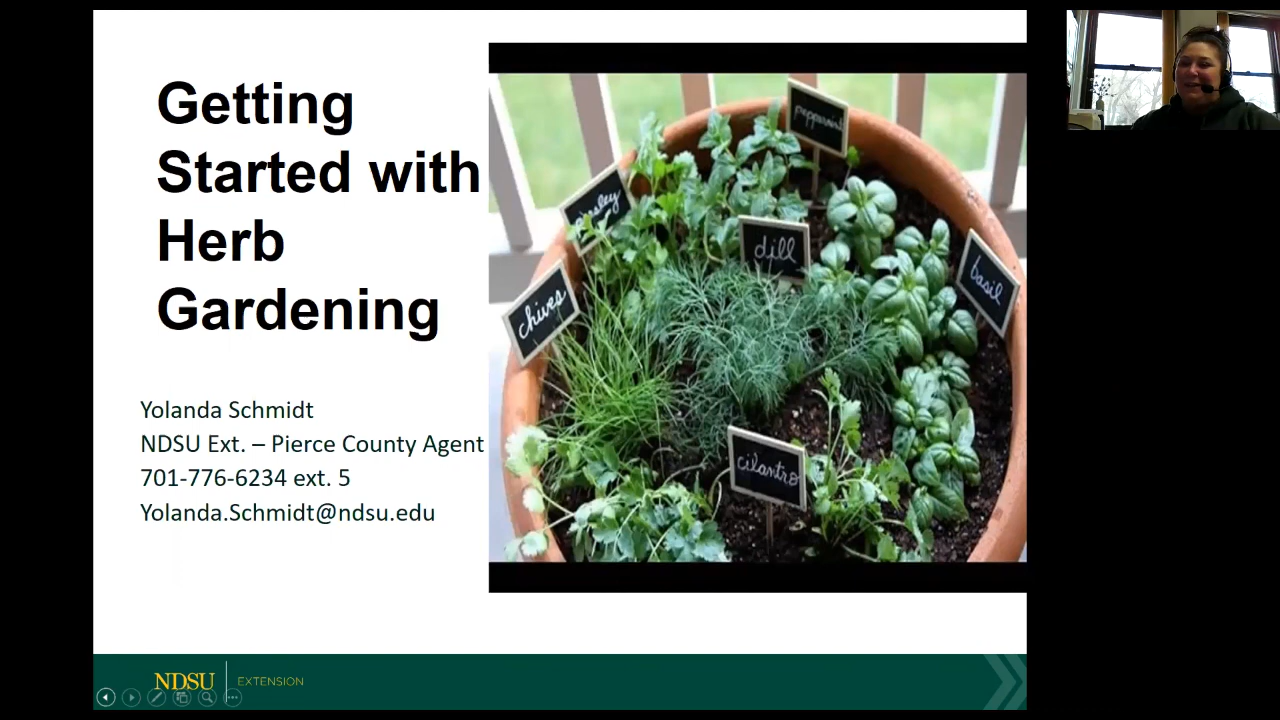 Getting
Started with
Herb
Gardening
Yolanda Schmidt
NDSU Ext. – Pierce County Agent
701-776-6234 ext. 5
Yolanda.Schmidt@ndsu.edu
peppermint
parsley
dill
basil
chives
cilantro
NDSU EXTENSION